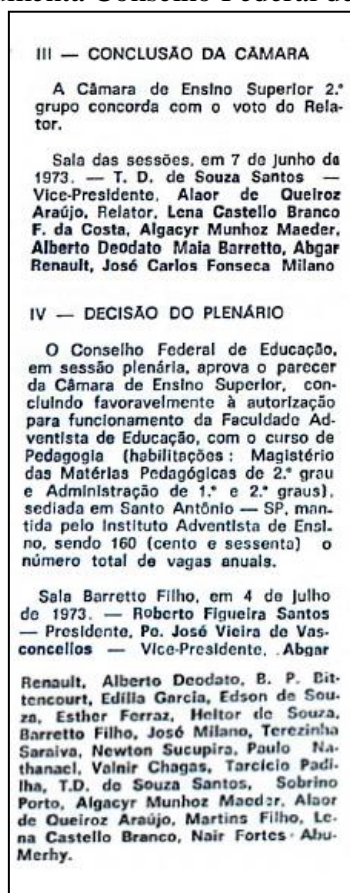 III — CONCLUSÃO DA CÂMARA
A Câmara de Ensino Superior 2.º
grupo concorda com o voto do Rela-
tor.
Sala das sessões, em 7 de junho de
1973. — T. D. de Souza Santos —
Vice-Presidente, Alaor de Queiroz
Araújo, Relator, Lena Castello Branco
F. da Costa, Algacyr Munhoz Maeder,
Alberto Deodato Maia Barretto, Abgar
Renault, José Carlos Fonseca Milano
IV — DECISÃO DO PLENÁRIO
O Conselho Federal de Educação,
em sessão plenária, aprova o parecer
da Câmara de Ensino Superior, con-
cluindo favoravelmente à autorização
para funcionamento da Faculdade Ad-
ventista de Educação, com o curso de
Pedagogia (habilitações: Magistério
das Matérias Pedagógicas de 2.º grau
e Administração de 1.º e 2.º graus),
sediada em Santo Antônio — SP, man-
tida pelo Instituto Adventista de Ensi-
no, sendo 160 (cento e sessenta) o
número total de vagas anuais.
Sala Barretto Filho, em 4 de julho
de 1973. — Roberto Figueira Santos
— Presidente, Pe. José Vieira de Vas-
concellos — Vice-Presidente, Abgar
Renault, Alberto Deodato, B. P. Bit-
tencourt, Edília Garcia, Edson de Sou-
za, Esther Ferraz, Heitor de Souza,
Barretto Filho, José Milano, Terezinha
Saraiva, Newton Sucupira, Paulo Na-
thanael, Valnir Chagas, Tarcício Padi-
lha, T.D. de Souza Santos, Sobrino
Porto, Algacyr Munhoz Maeder, Alaor
de Queiroz Araújo, Martins Filho, Le-
na Castello Branco, Nair Fortes Abu-
Merhy.